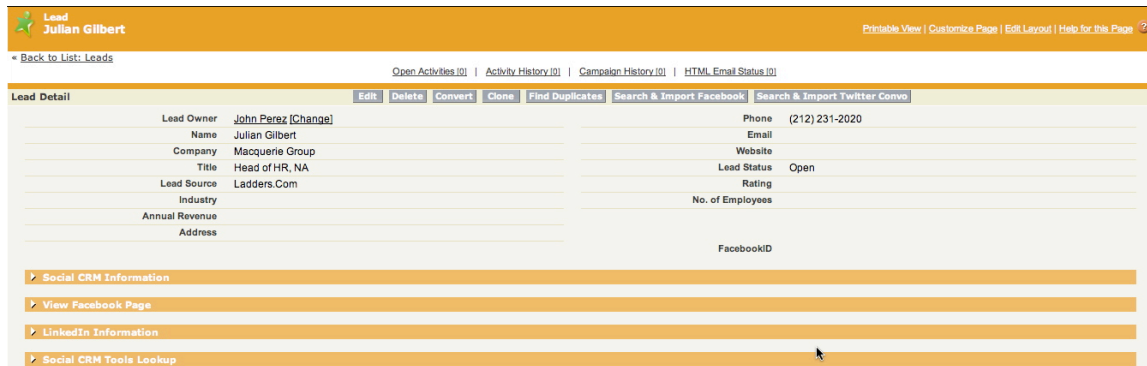 Lead
Julian Gilbert
Printable View | Customize Page | Edit Layout | Help for this Page
« Back to List: Leads
Open Activities [0] | Activity History [0] | Campaign History [0] | HTML Email Status [0]
Lead Detail
Edit Delete Convert Clone Find Duplicates Search & Import Facebook Search & Import Twitter Convo
Lead Owner John Perez [Change] Phone (212) 231-2020
Name Julian Gilbert Email
Company Macquerie Group Website
Title Head of HR, NA Lead Status Open
Lead Source Ladders.Com Rating
Industry No. of Employees
Annual Revenue
Address
FacebookID
Social CRM Information
View Facebook Page
LinkedIn Information
Social CRM Tools Lookup